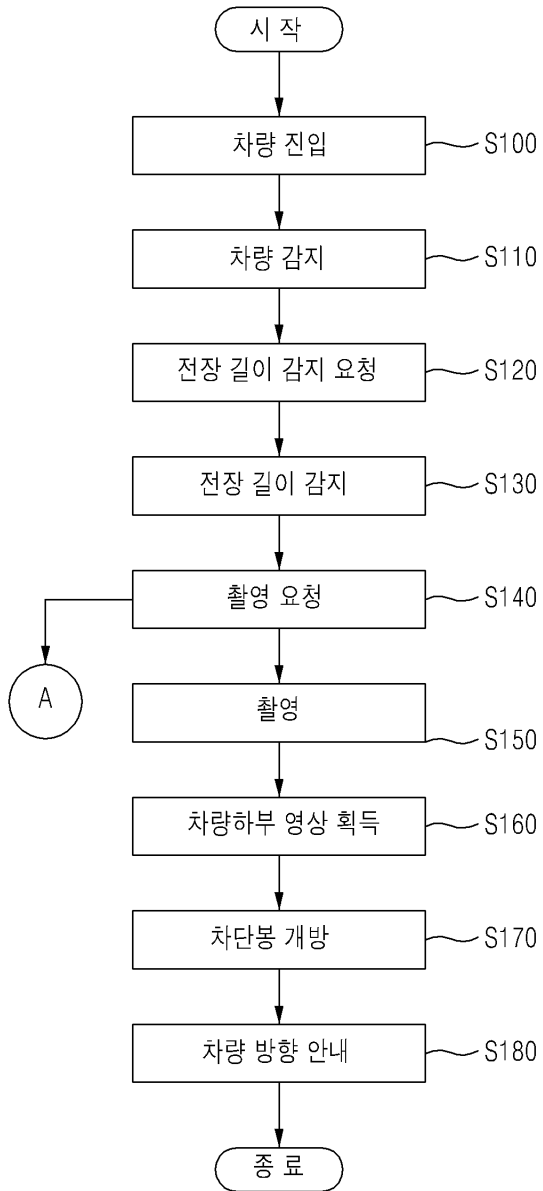 시 작
차량 진입
S100
차량 감지
S110
전장 길이 감지 요청
S120
전장 길이 감지
S130
촬영 요청
S140
A
촬영
S150
차량하부 영상 획득
S160
차단봉 개방
S170
차량 방향 안내
S180
종 료